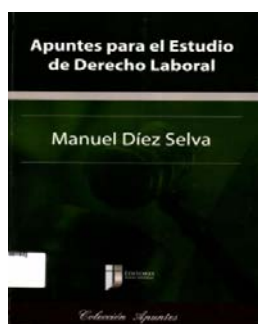 Apuntes para el Estudio
de Derecho Laboral
Manuel Díez Selva
Colección Apuntes